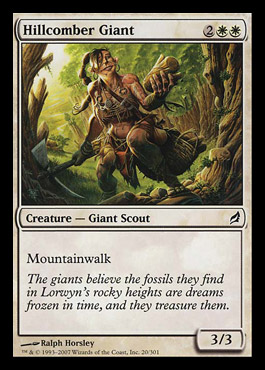 Hillcomber Giant 2
Creature — Giant Scout
Mountainwalk
The giants believe the fossils they find
in Lorwyn's rocky heights are dreams
frozen in time, and they treasure them.
Ralph Horsley
3/3
™ & © 1993-2007 Wizards of the Coast, Inc. 20/301